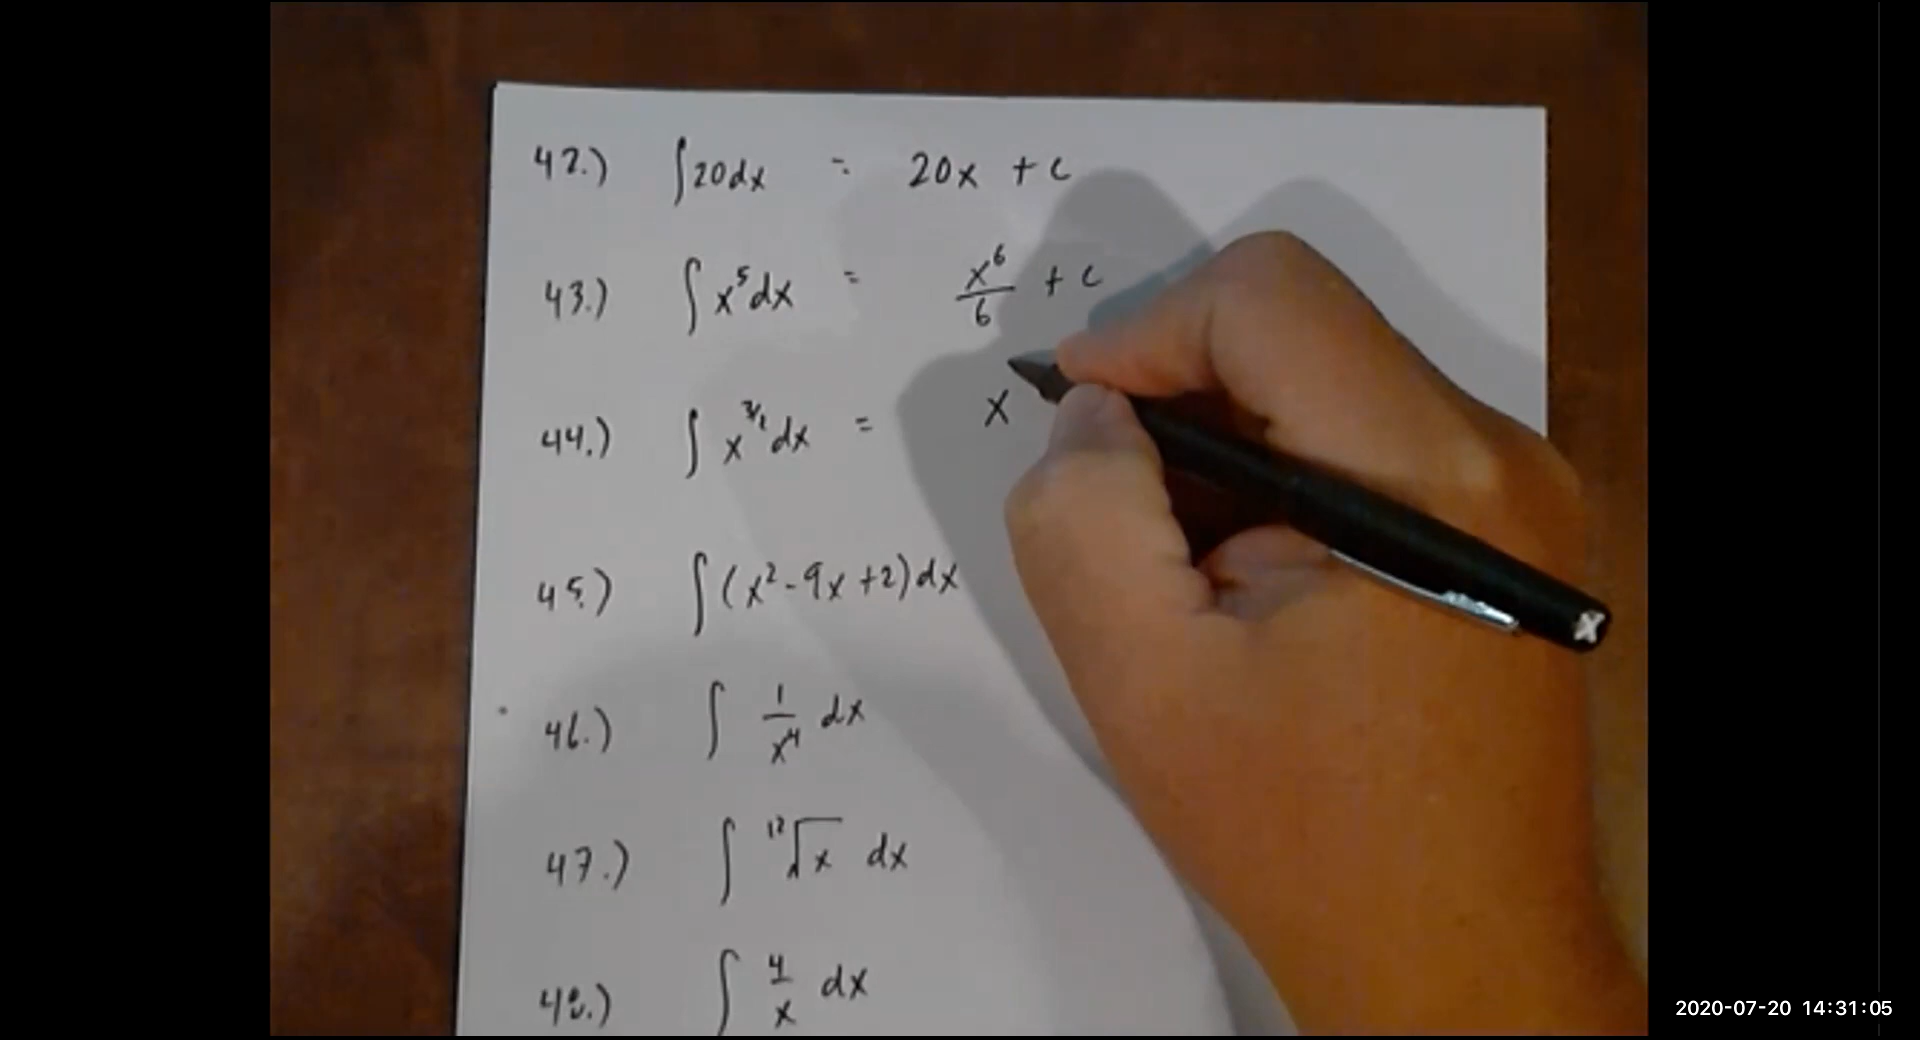 42.) ∫20dx = 20x + c
43.) ∫x⁵dx = x⁶/6 + c
44.) ∫x^(3/2)dx = x
45.) ∫(x²-9x+2)dx
46.) ∫ 1/x⁴ dx
47.) ∫ ¹²√x dx
48.) ∫ 4/x dx
2020-07-20 14:31:05